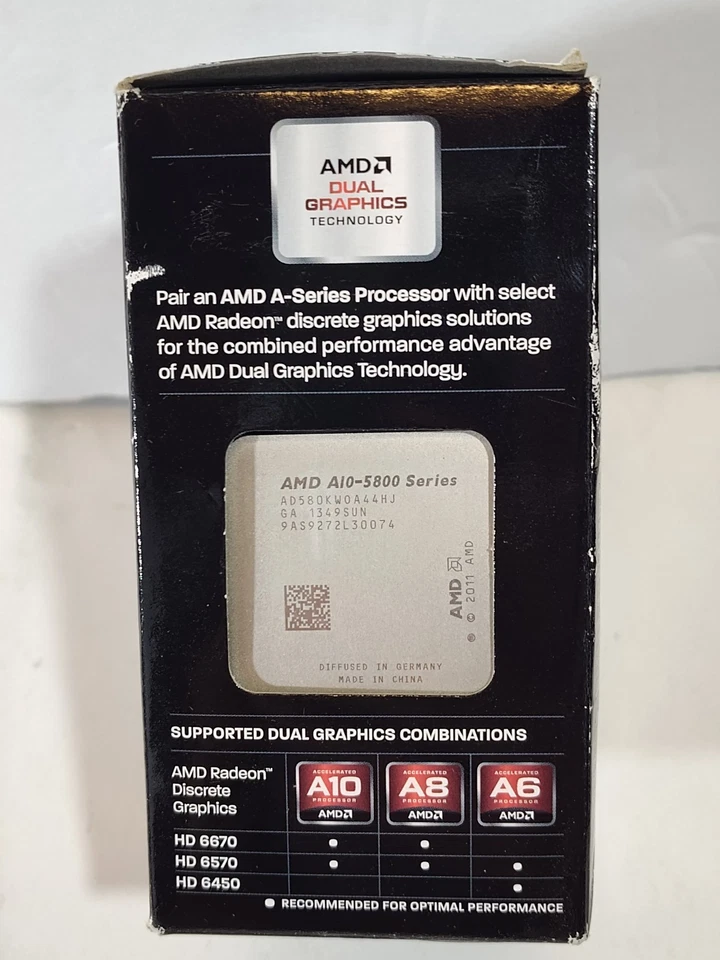 AMD
DUAL
GRAPHICS
TECHNOLOGY
Pair an AMD A-Series Processor with select
AMD Radeon™ discrete graphics solutions
for the combined performance advantage
of AMD Dual Graphics Technology.
AMD A10-5800 Series
AD580KWOA44HJ
GA 1349SUN
9AS9272L30074
AMD
® © 2011 AMD
DIFFUSED IN GERMANY
MADE IN CHINA
SUPPORTED DUAL GRAPHICS COMBINATIONS
AMD Radeon™
Discrete
Graphics
ACCELERATED
A10
PROCESSOR
AMD
ACCELERATED
A8
PROCESSOR
AMD
ACCELERATED
A6
PROCESSOR
AMD
HD 6670 ● ●
HD 6570 ● ● ●
HD 6450 ●
● RECOMMENDED FOR OPTIMAL PERFORMANCE